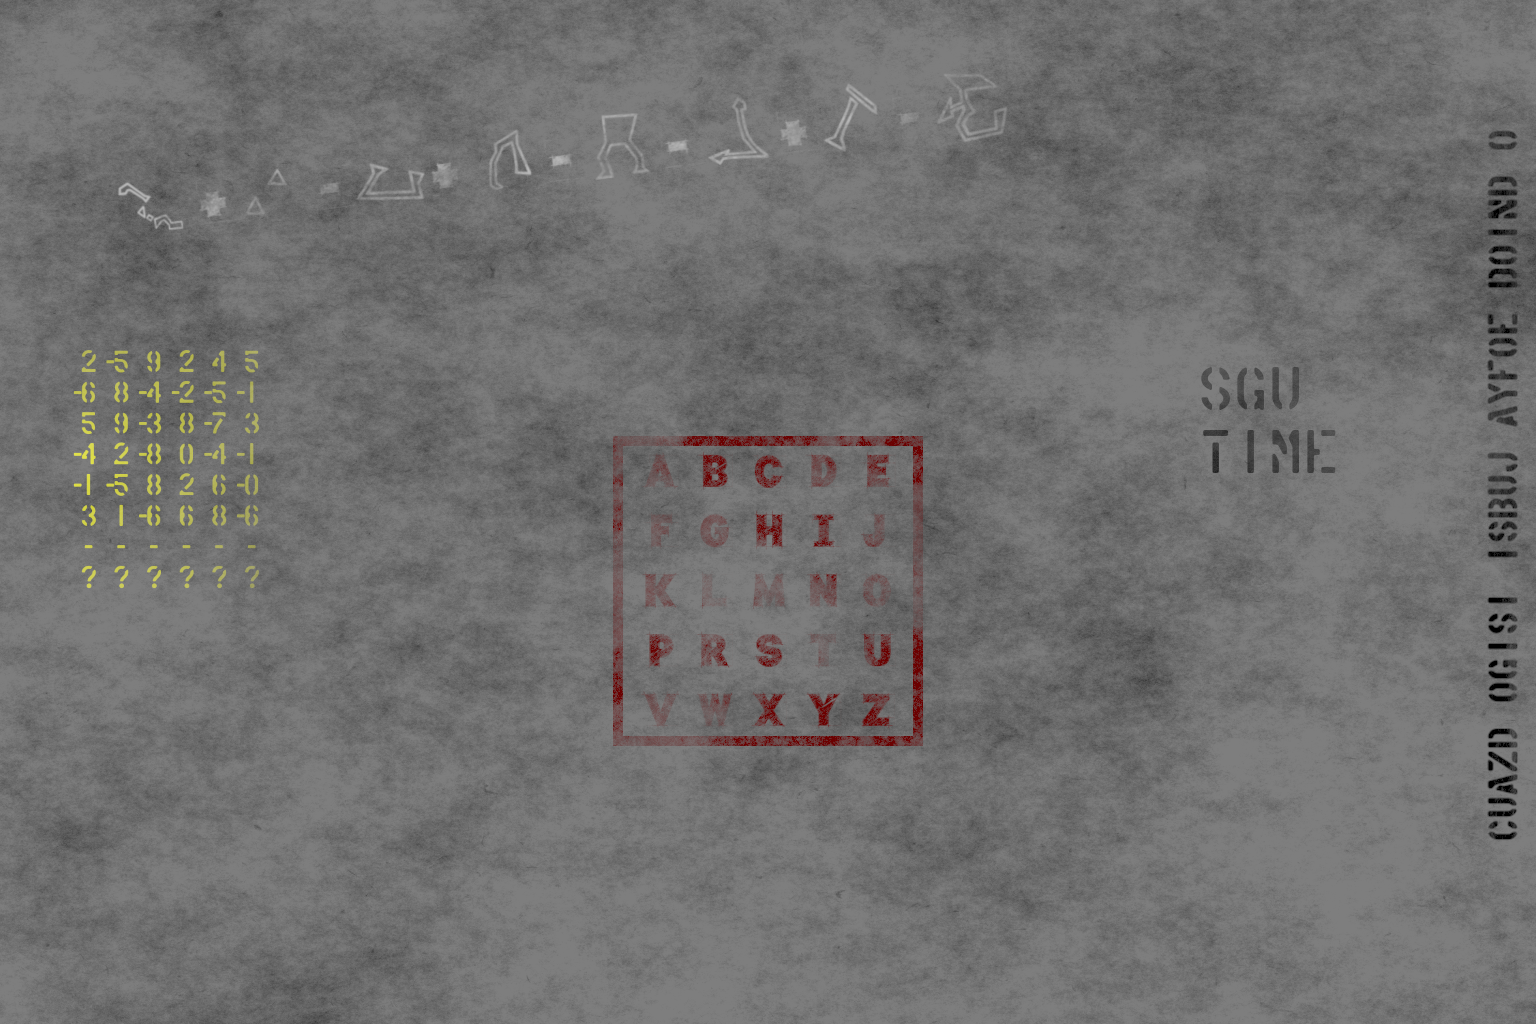 2 -5 9 2 4 5
-6 8 -4 -2 -5 -1
5 9 -3 8 -7 3
-4 2 -8 0 -4 -1
-1 -5 8 2 6 -0
3 1 -6 6 8 -6
- - - - - -
? ? ? ? ? ?
A B C D E
F G H I J
K L M N O
P R S T U
V W X Y Z
SGU
TIME
CUAZD OGISI ISBUJ AYFOE DOIND O